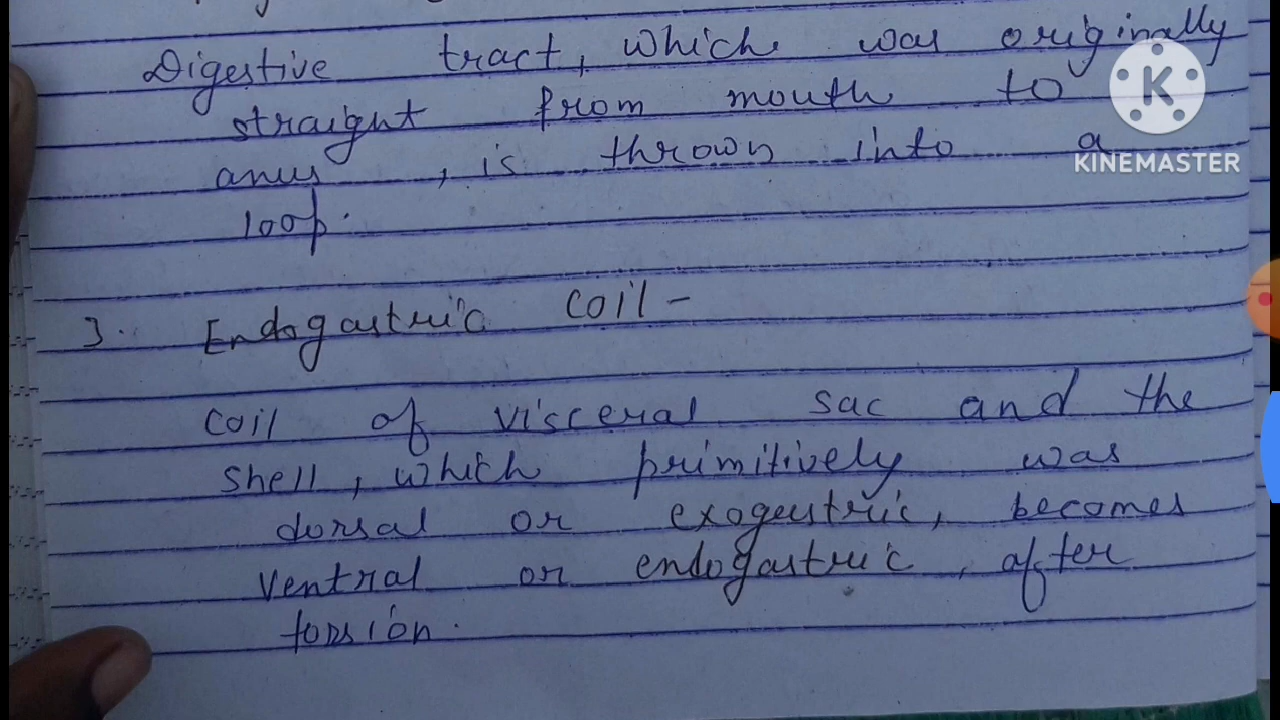 Digestive tract, which was originally
straight from mouth to
anus, is thrown into a
loop.
3. Endogastric coil -
coil of visceral sac and the
shell, which primitively was
dorsal or exogastric, becomes
ventral or endogastric, after
torsion.
K
KINEMASTER